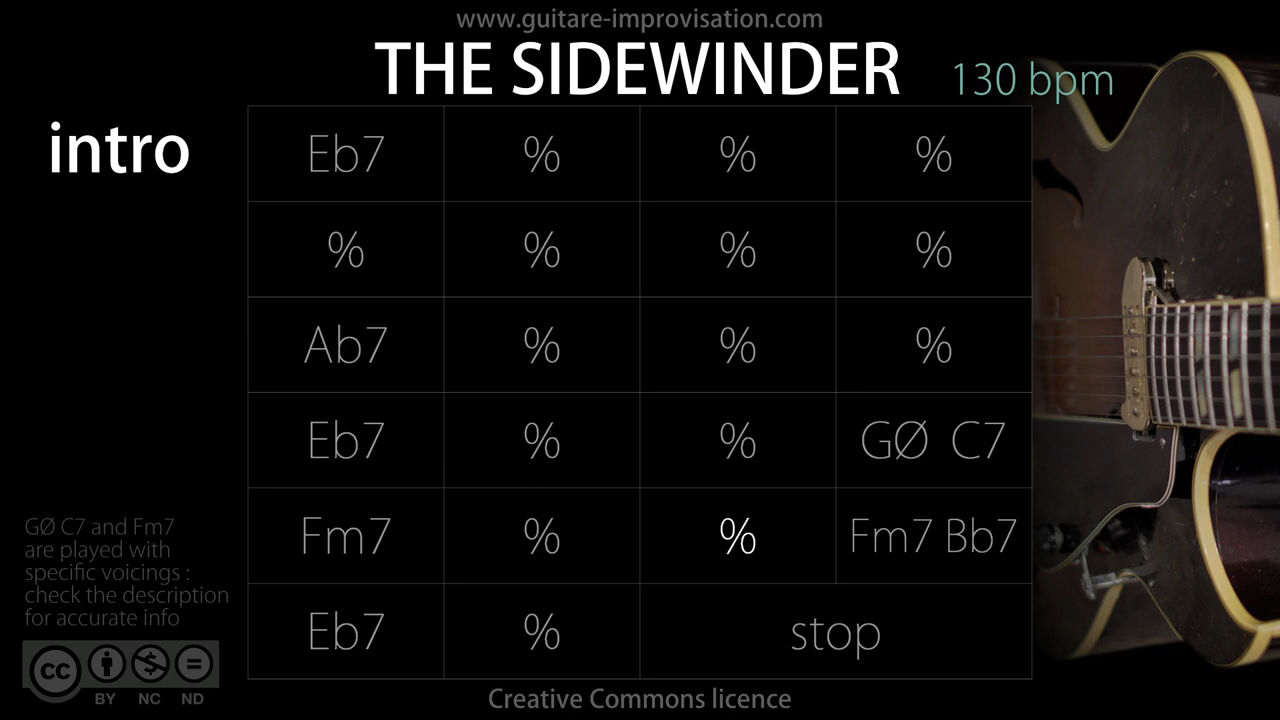 www.guitare-improvisation.com
THE SIDEWINDER 130 bpm
intro
Eb7 % % %
% % % %
Ab7 % % %
Eb7 % % GØ C7
Fm7 % % Fm7 Bb7
Eb7 % stop
GØ C7 and Fm7
are played with
specific voicings :
check the description
for accurate info
cc
BY NC ND
Creative Commons licence